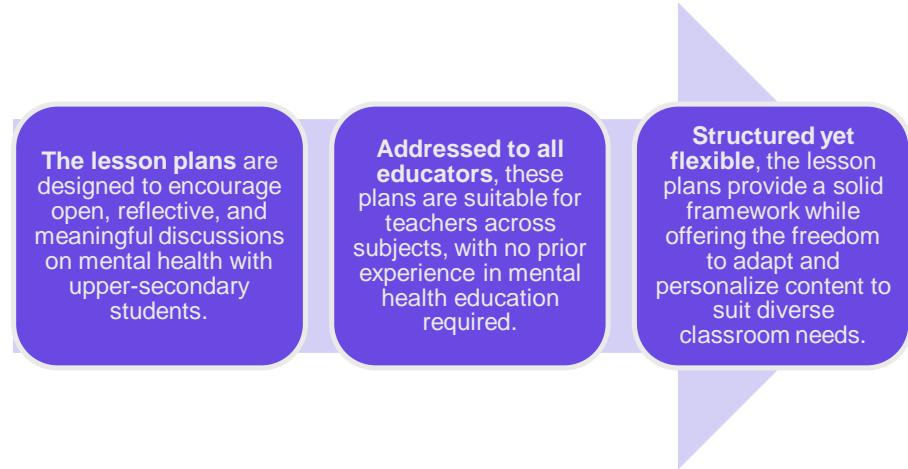 The lesson plans are
designed to encourage
open, reflective, and
meaningful discussions
on mental health with
upper-secondary
students.
Addressed to all
educators, these
plans are suitable for
teachers across
subjects, with no prior
experience in mental
health education
required.
Structured yet
flexible, the lesson
plans provide a solid
framework while
offering the freedom
to adapt and
personalize content to
suit diverse
classroom needs.